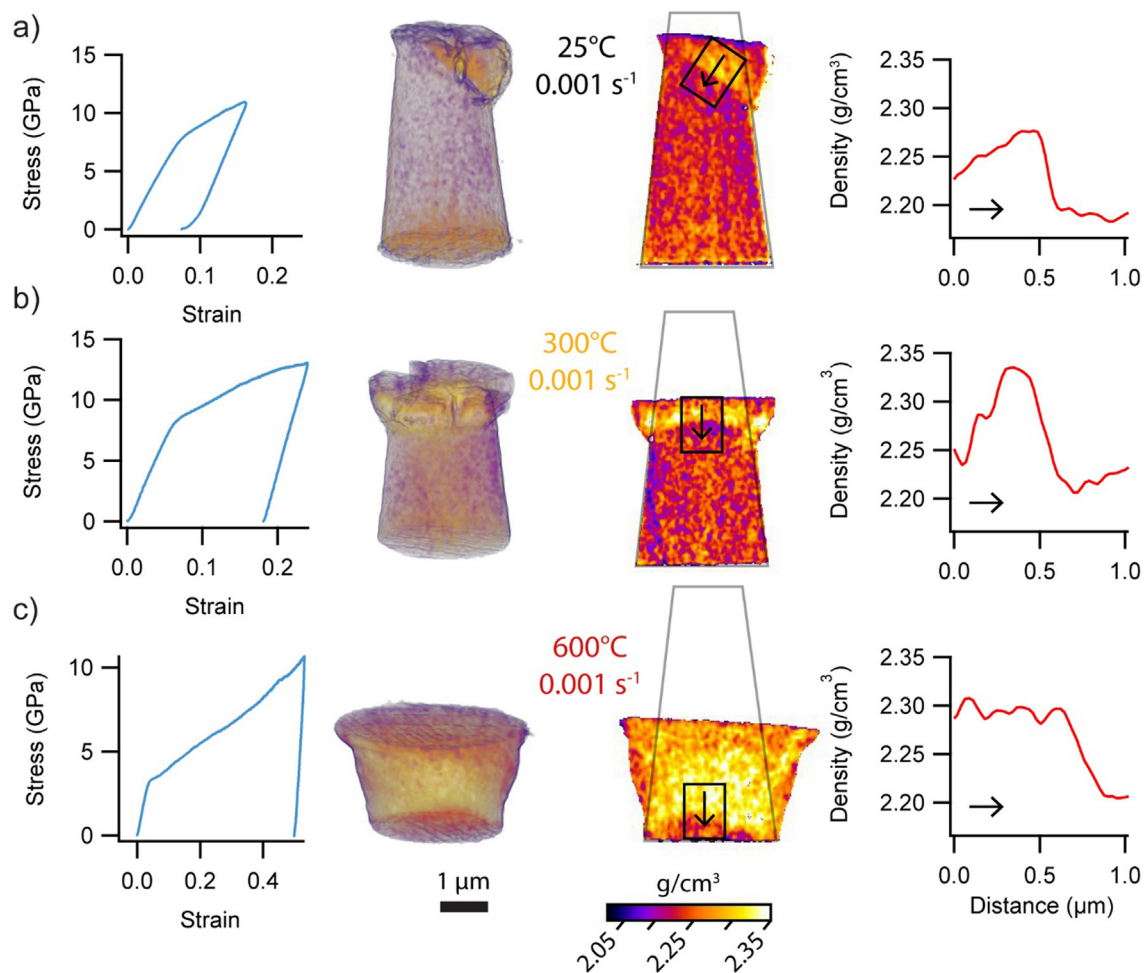 a)
Stress (GPa)
15
10
5
0
0.0 0.1 0.2
Strain
25°C
0.001 s⁻¹
Density (g/cm³)
2.35
2.30
2.25
2.20
0.0 0.5 1.0
b)
Stress (GPa)
15
10
5
0
0.0 0.1 0.2
Strain
300°C
0.001 s⁻¹
Density (g/cm³)
2.35
2.30
2.25
2.20
0.0 0.5 1.0
c)
Stress (GPa)
10
5
0
0.0 0.2 0.4
Strain
1 µm
600°C
0.001 s⁻¹
g/cm³
2.05 2.25 2.35
Density (g/cm³)
2.35
2.30
2.25
2.20
0.0 0.5 1.0
Distance (µm)